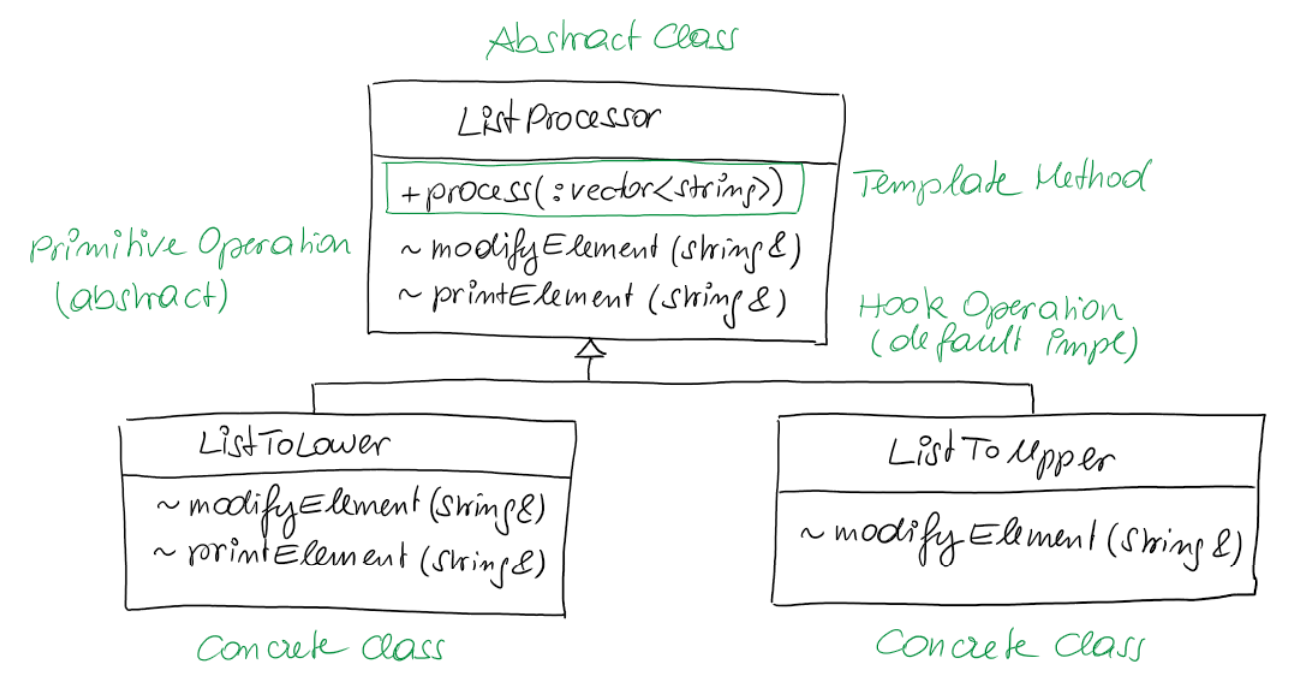 Abstract Class
ListProcessor
+process(:vector<string>)
Template Method
Primitive Operation
(abstract)
~ modifyElement (string&)
~ printElement (string&)
Hook Operation
(default impl)
ListToLower
~ modifyElement (string&)
~ printElement (string&)
ListToUpper
~ modifyElement (string&)
Concrete Class
Concrete Class